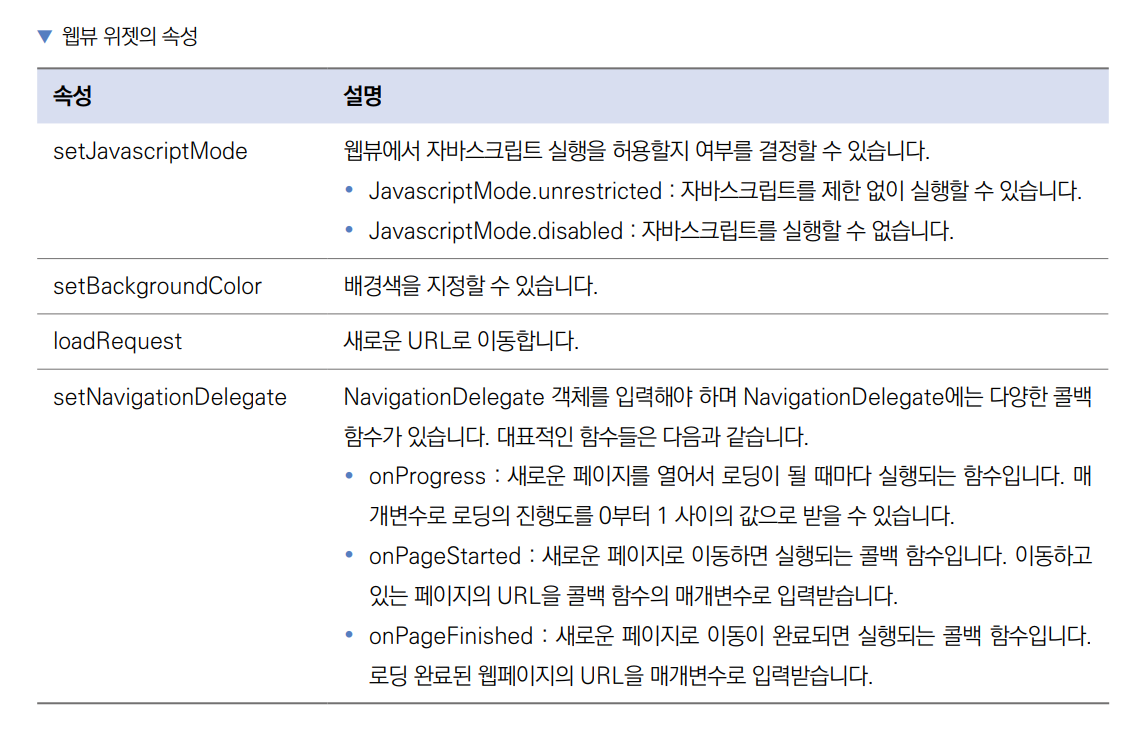 ▼ 웹뷰 위젯의 속성
속성 설명
setJavascriptMode 웹뷰에서 자바스크립트 실행을 허용할지 여부를 결정할 수 있습니다.
• JavascriptMode.unrestricted : 자바스크립트를 제한 없이 실행할 수 있습니다.
• JavascriptMode.disabled : 자바스크립트를 실행할 수 없습니다.
setBackgroundColor 배경색을 지정할 수 있습니다.
loadRequest 새로운 URL로 이동합니다.
setNavigationDelegate NavigationDelegate 객체를 입력해야 하며 NavigationDelegate에는 다양한 콜백
함수가 있습니다. 대표적인 함수들은 다음과 같습니다.
• onProgress : 새로운 페이지를 열어서 로딩이 될 때마다 실행되는 함수입니다. 매
개변수로 로딩의 진행도를 0부터 1 사이의 값으로 받을 수 있습니다.
• onPageStarted : 새로운 페이지로 이동하면 실행되는 콜백 함수입니다. 이동하고
있는 페이지의 URL을 콜백 함수의 매개변수로 입력받습니다.
• onPageFinished : 새로운 페이지로 이동이 완료되면 실행되는 콜백 함수입니다.
로딩 완료된 웹페이지의 URL을 매개변수로 입력받습니다.